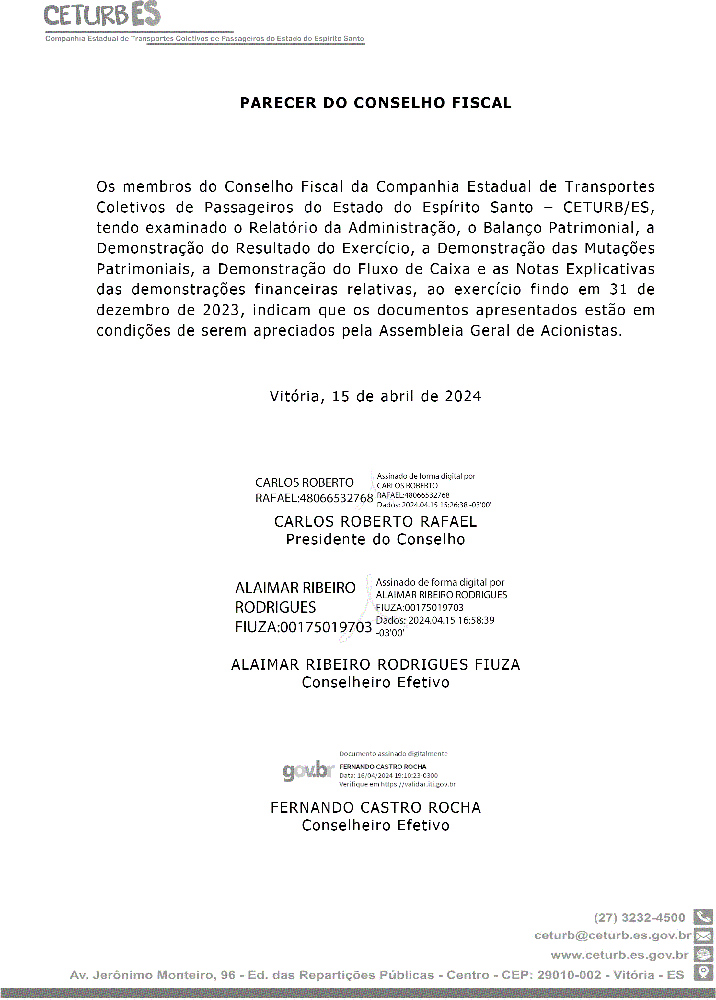 CETURBES
Companhia Estadual de Transportes Coletivos de Passageiros do Estado do Espírito Santo
PARECER DO CONSELHO FISCAL
Os membros do Conselho Fiscal da Companhia Estadual de Transportes
Coletivos de Passageiros do Estado do Espírito Santo – CETURB/ES,
tendo examinado o Relatório da Administração, o Balanço Patrimonial, a
Demonstração do Resultado do Exercício, a Demonstração das Mutações
Patrimoniais, a Demonstração do Fluxo de Caixa e as Notas Explicativas
das demonstrações financeiras relativas, ao exercício findo em 31 de
dezembro de 2023, indicam que os documentos apresentados estão em
condições de serem apreciados pela Assembleia Geral de Acionistas.
Vitória, 15 de abril de 2024
CARLOS ROBERTO
RAFAEL:48066532768
Assinado de forma digital por
CARLOS ROBERTO
RAFAEL:48066532768
Dados: 2024.04.15 15:26:38 -03'00'
CARLOS ROBERTO RAFAEL
Presidente do Conselho
ALAIMAR RIBEIRO
RODRIGUES
FIUZA:00175019703
Assinado de forma digital por
ALAIMAR RIBEIRO RODRIGUES
FIUZA:00175019703
Dados: 2024.04.15 16:58:39
-03'00'
ALAIMAR RIBEIRO RODRIGUES FIUZA
Conselheiro Efetivo
gov.br
Documento assinado digitalmente
FERNANDO CASTRO ROCHA
Data: 16/04/2024 19:10:23-0300
Verifique em https://validar.iti.gov.br
FERNANDO CASTRO ROCHA
Conselheiro Efetivo
(27) 3232-4500
ceturb@ceturb.es.gov.br
www.ceturb.es.gov.br
Av. Jerônimo Monteiro, 96 - Ed. das Repartições Públicas - Centro - CEP: 29010-002 - Vitória - ES